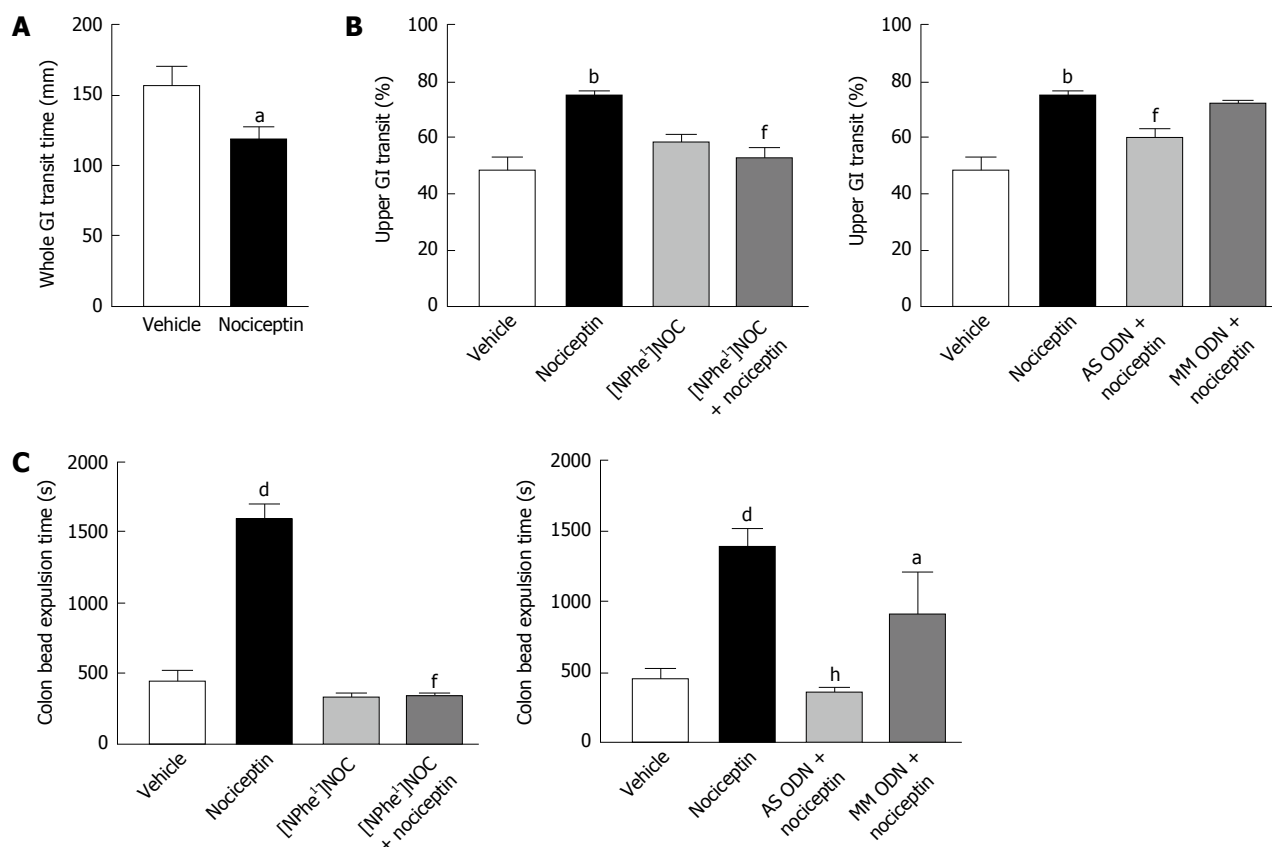 A
Whole GI transit time (mm)
200
150
100
50
0
a
Vehicle
Nociceptin
B
Upper GI transit (%)
100
80
60
40
20
0
b
f
Vehicle
Nociceptin
[NPhe¹]NOC
[NPhe¹]NOC
+ nociceptin
Upper GI transit (%)
100
80
60
40
20
0
b
f
Vehicle
Nociceptin
AS ODN +
nociceptin
MM ODN +
nociceptin
C
Colon bead expulsion time (s)
2000
1500
1000
500
0
d
f
Vehicle
Nociceptin
[NPhe¹]NOC
[NPhe¹]NOC
+ nociceptin
Colon bead expulsion time (s)
2000
1500
1000
500
0
d
h
a
Vehicle
Nociceptin
AS ODN +
nociceptin
MM ODN +
nociceptin